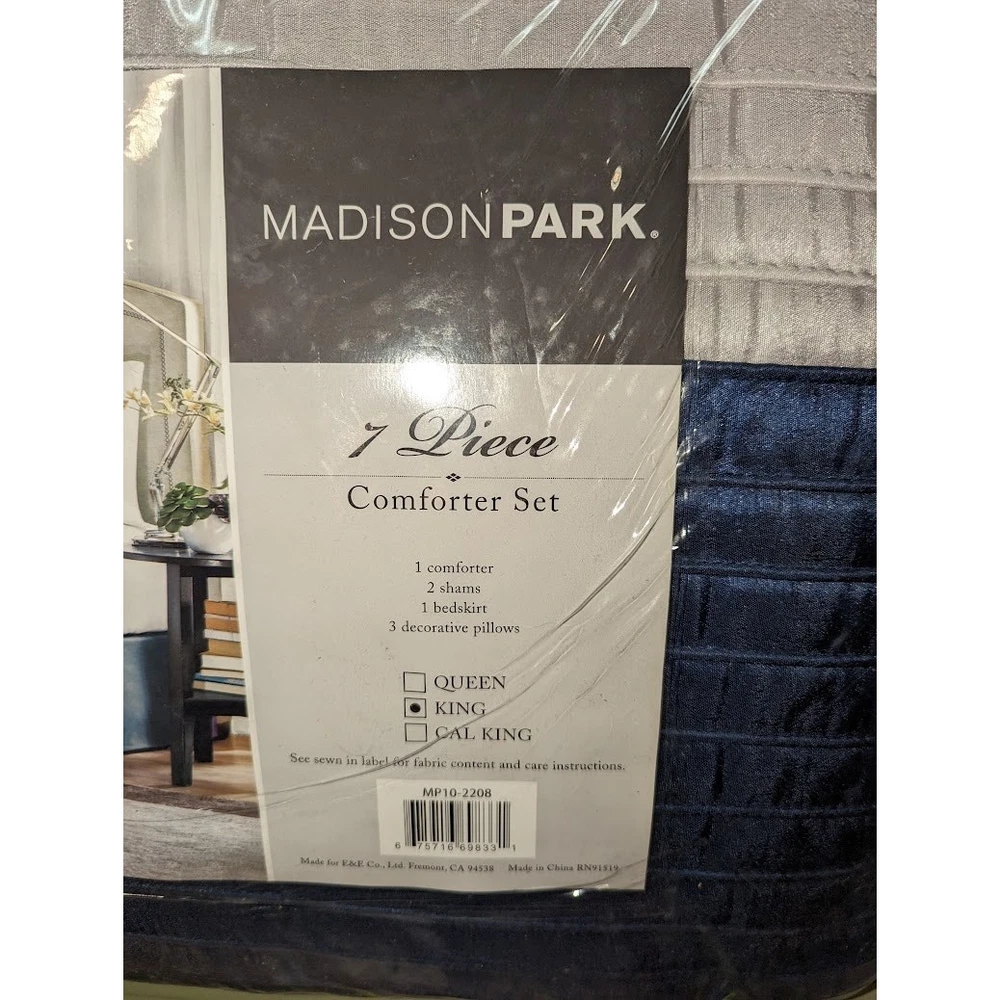 MADISONPARK®
7 Piece
Comforter Set
1 comforter
2 shams
1 bedskirt
3 decorative pillows
QUEEN
KING
CAL KING
See sewn in label for fabric content and care instructions.
MP10-2208
6 75716 69833 1
Made for E&E Co., Ltd. Fremont, CA 94538 Made in China RN91519